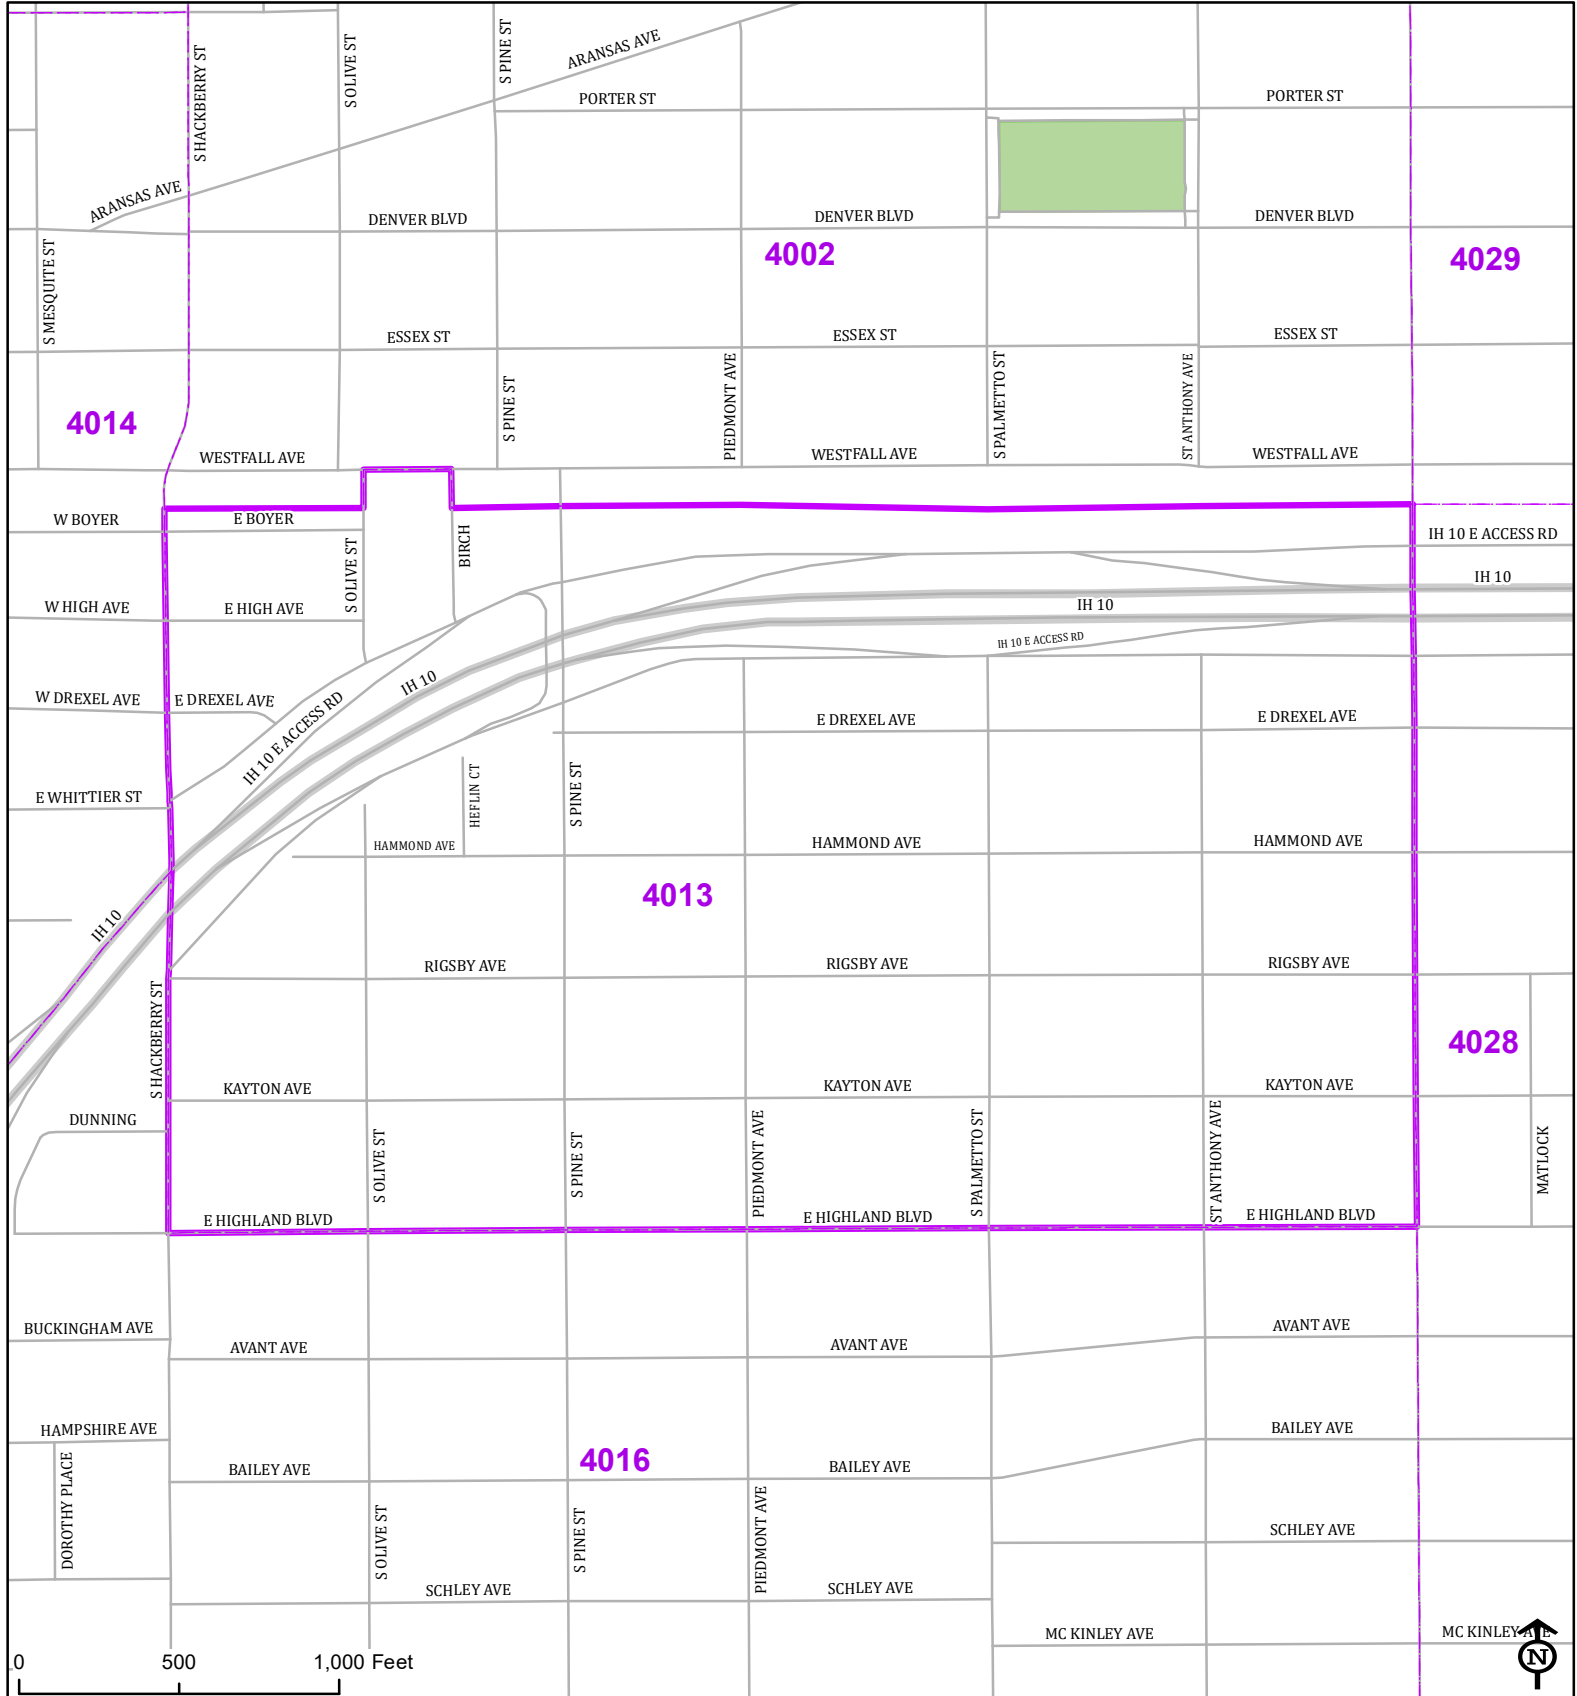 S HACKBERRY ST
S OLIVE ST
S PINE ST
ARANSAS AVE
PORTER ST
PORTER ST
ARANSAS AVE
DENVER BLVD
DENVER BLVD
DENVER BLVD
4002
4029
S MESQUITE ST
ESSEX ST
ESSEX ST
ESSEX ST
S PINE ST
PIEDMONT AVE
S PALMETTO ST
ST ANTHONY AVE
4014
WESTFALL AVE
WESTFALL AVE
WESTFALL AVE
W BOYER
E BOYER
S OLIVE ST
BIRCH
IH 10 E ACCESS RD
IH 10
W HIGH AVE
E HIGH AVE
IH 10
IH 10 E ACCESS RD
W DREXEL AVE
E DREXEL AVE
IH 10
IH 10 E ACCESS RD
E DREXEL AVE
E DREXEL AVE
E WHITTIER ST
HEFLIN CT
S PINE ST
HAMMOND AVE
HAMMOND AVE
HAMMOND AVE
4013
IH 10
RIGSBY AVE
RIGSBY AVE
RIGSBY AVE
S HACKBERRY ST
4028
KAYTON AVE
KAYTON AVE
KAYTON AVE
DUNNING
S OLIVE ST
S PINE ST
PIEDMONT AVE
S PALMETTO ST
ST ANTHONY AVE
MATLOCK
E HIGHLAND BLVD
E HIGHLAND BLVD
E HIGHLAND BLVD
BUCKINGHAM AVE
AVANT AVE
AVANT AVE
AVANT AVE
HAMPSHIRE AVE
BAILEY AVE
BAILEY AVE
BAILEY AVE
4016
DOROTHY PLACE
S OLIVE ST
S PINE ST
PIEDMONT AVE
SCHLEY AVE
SCHLEY AVE
SCHLEY AVE
MC KINLEY AVE
MC KINLEY AVE
0 500 1,000 Feet
N